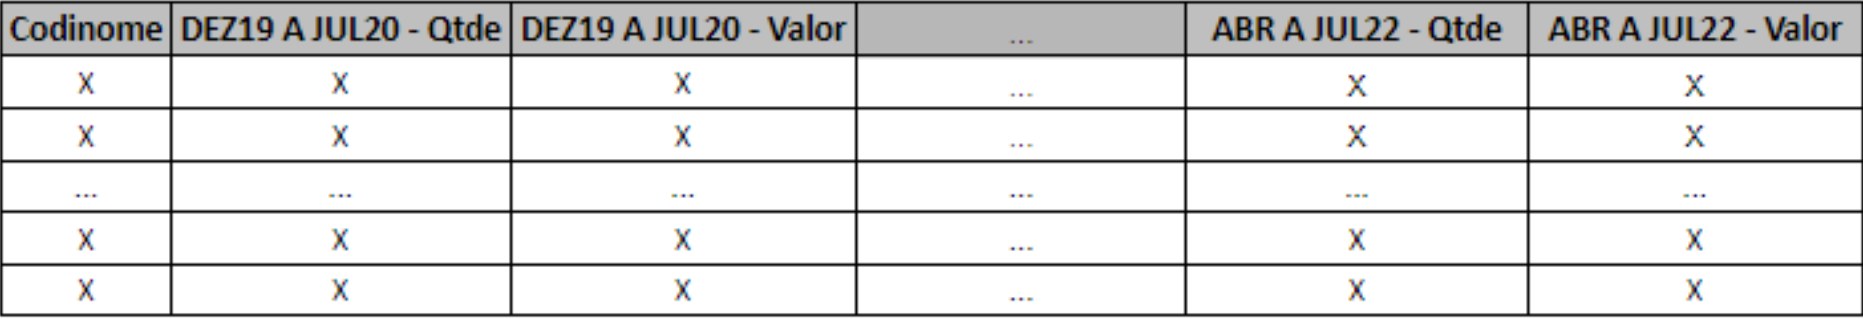 Codinome DEZ19 A JUL20 - Qtde DEZ19 A JUL20 - Valor ... ABR A JUL22 - Qtde ABR A JUL22 - Valor
X X X ... X X
X X X ... X X
... ... ... ... ... ...
X X X ... X X
X X X ... X X